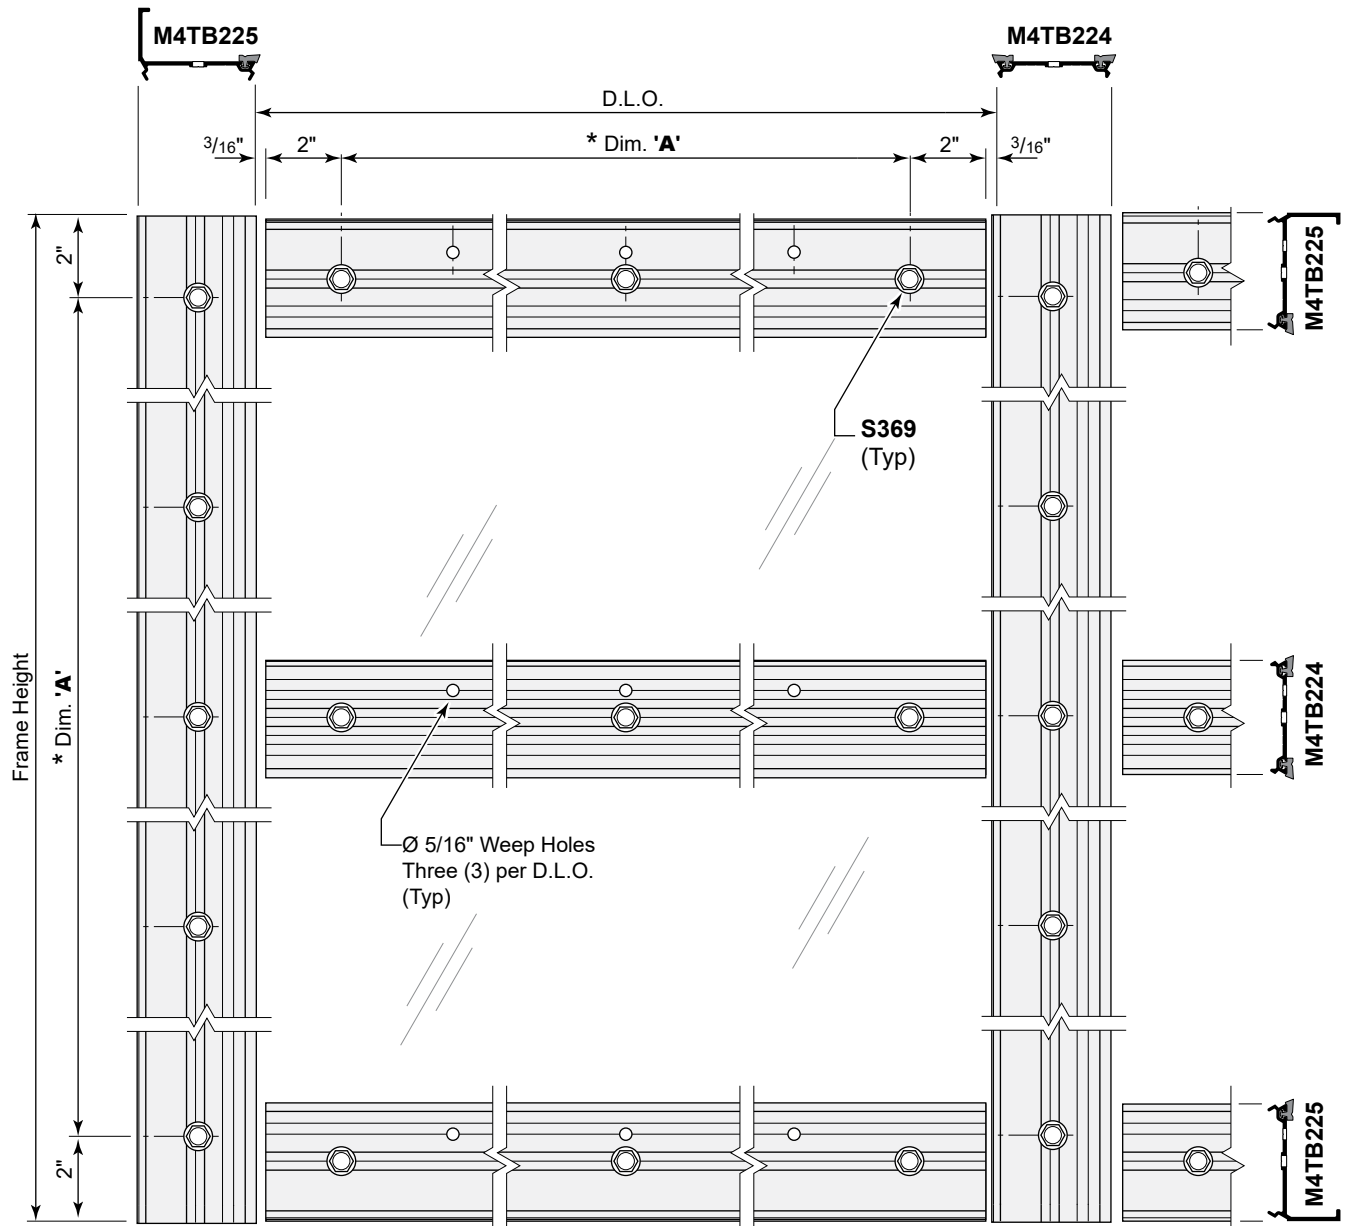 M4TB225
M4TB224
D.L.O.
3/16"
2"
* Dim. 'A'
2"
3/16"
2"
M4TB225
S369
(Typ)
Frame Height
* Dim. 'A'
M4TB224
Ø 5/16" Weep Holes
Three (3) per D.L.O.
(Typ)
2"
M4TB225